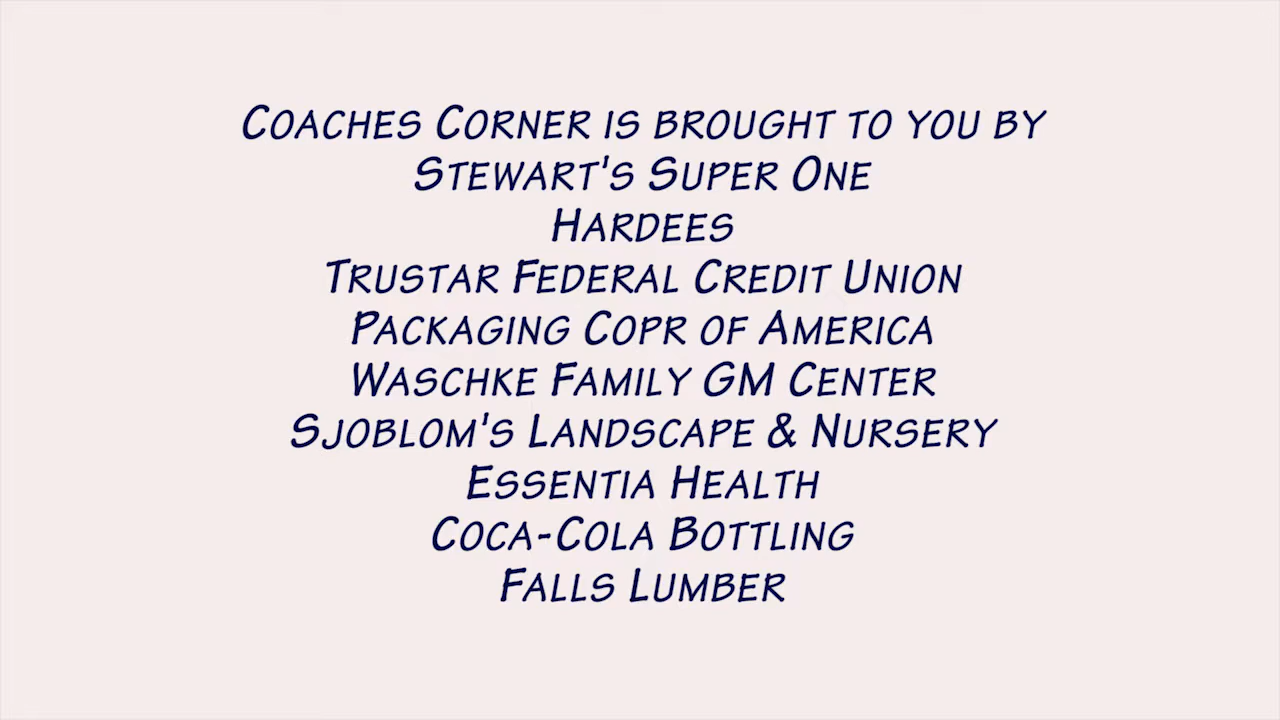 Coaches Corner is brought to you by
Stewart's Super One
Hardees
Trustar Federal Credit Union
Packaging Copr of America
Waschke Family GM Center
Sjoblom's Landscape & Nursery
Essentia Health
Coca-Cola Bottling
Falls Lumber